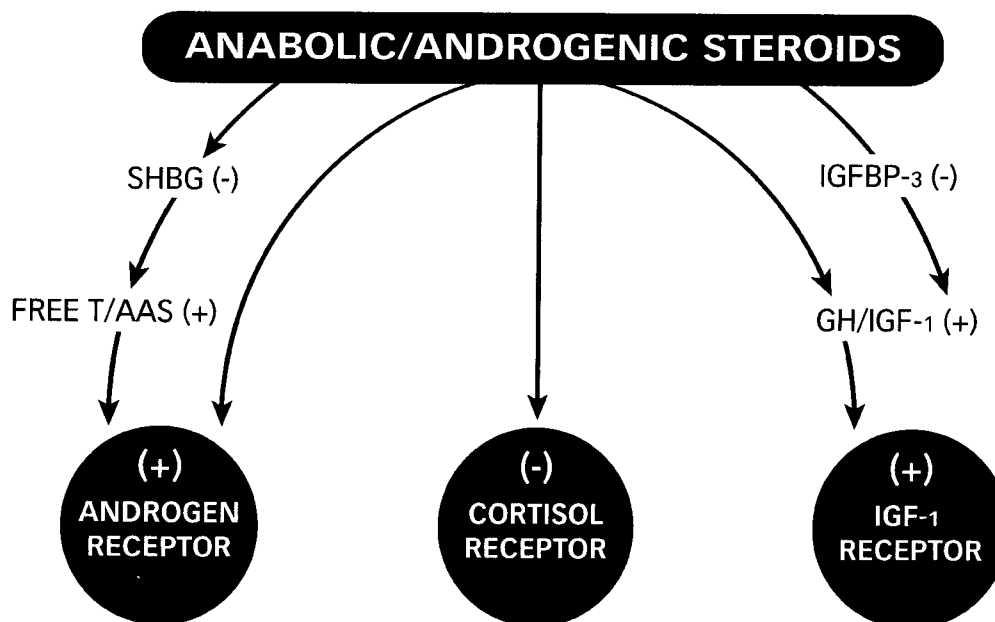 ANABOLIC/ANDROGENIC STEROIDS
SHBG (-)
IGFBP-3 (-)
FREE T/AAS (+)
GH/IGF-1 (+)
(+)
ANDROGEN
RECEPTOR
(-)
CORTISOL
RECEPTOR
(+)
IGF-1
RECEPTOR